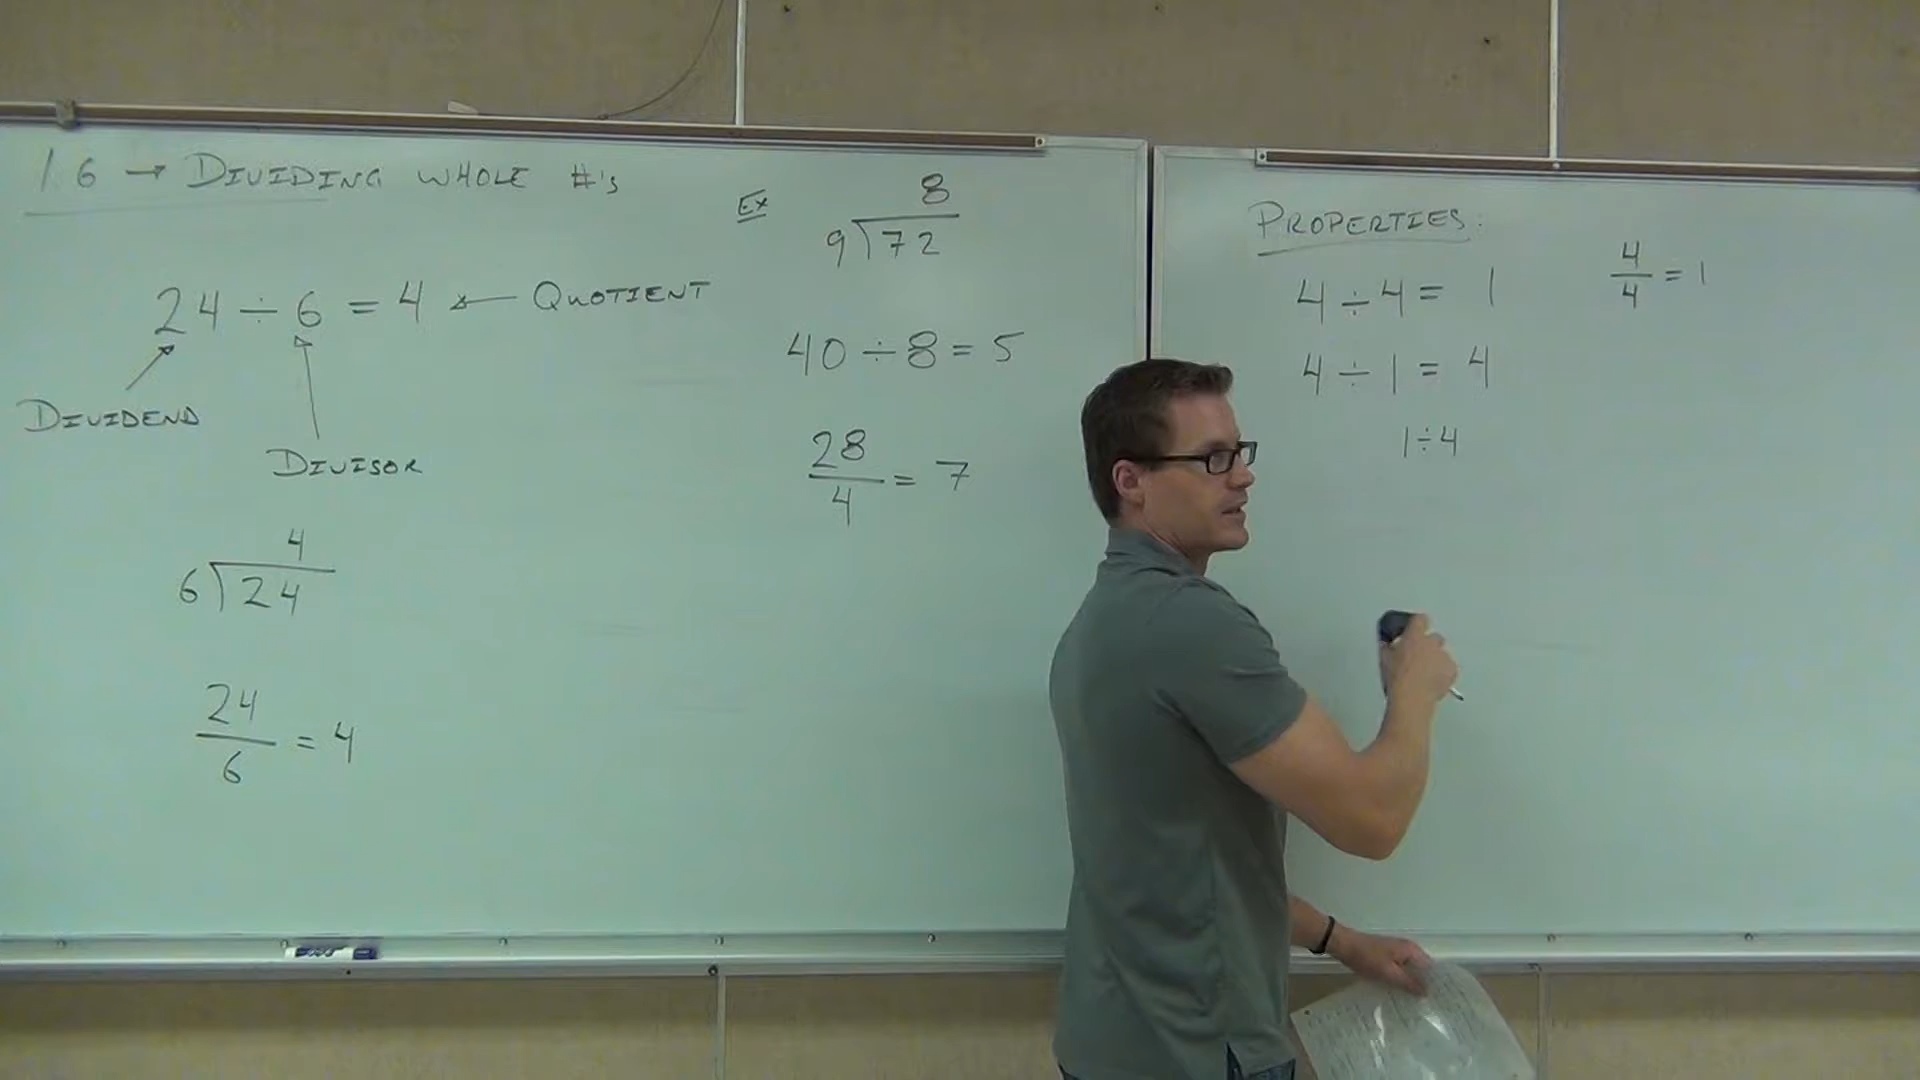 1.6 → DIVIDING WHOLE #'s
24 ÷ 6 = 4 ← QUOTIENT
DIVIDEND
DIVISOR
4
6)24
24
6
= 4
Ex
8
9)72
40 ÷ 8 = 5
28
4
= 7
PROPERTIES:
4 ÷ 4 = 1
4
4
= 1
4 ÷ 1 = 4
1 ÷ 4